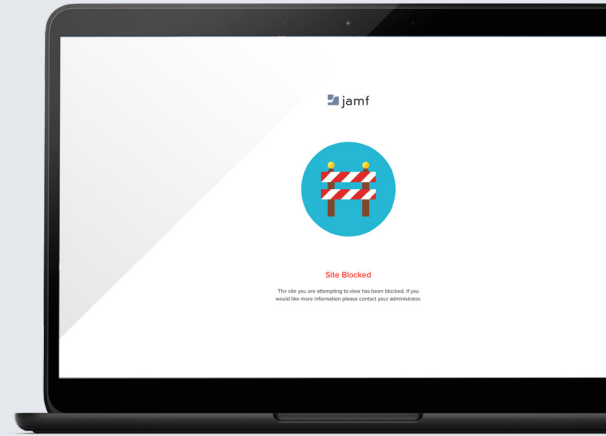 jamf
Site Blocked
The site you are attempting to view has been blocked. If you
would like more information please contact your administrator.